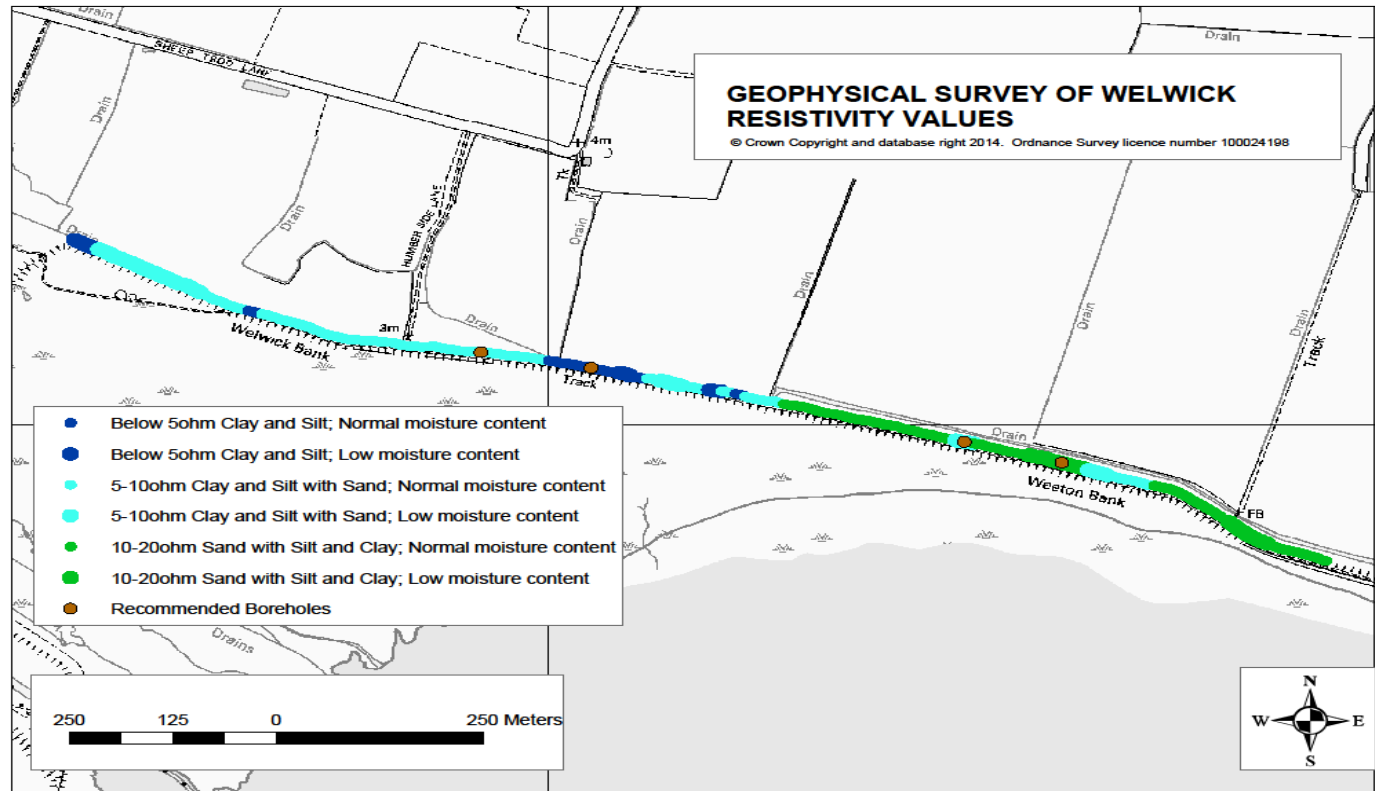 SHEEP TROD LANE
Drain
Drain
GEOPHYSICAL SURVEY OF WELWICK
RESISTIVITY VALUES
© Crown Copyright and database right 2014. Ordnance Survey licence number 100024198
4m
Tk
Drain
Drain
HUMBER SIDE LANE
Drain
Drain
Drain
Drain
Drain
Track
Drain
3m
Welwick Bank
Track
Drain
Weeton Bank
FB
Below 5ohm Clay and Silt; Normal moisture content
Below 5ohm Clay and Silt; Low moisture content
5-10ohm Clay and Silt with Sand; Normal moisture content
5-10ohm Clay and Silt with Sand; Low moisture content
10-20ohm Sand with Silt and Clay; Normal moisture content
10-20ohm Sand with Silt and Clay; Low moisture content
Recommended Boreholes
Drains
250 125 0 250 Meters
N
W E
S